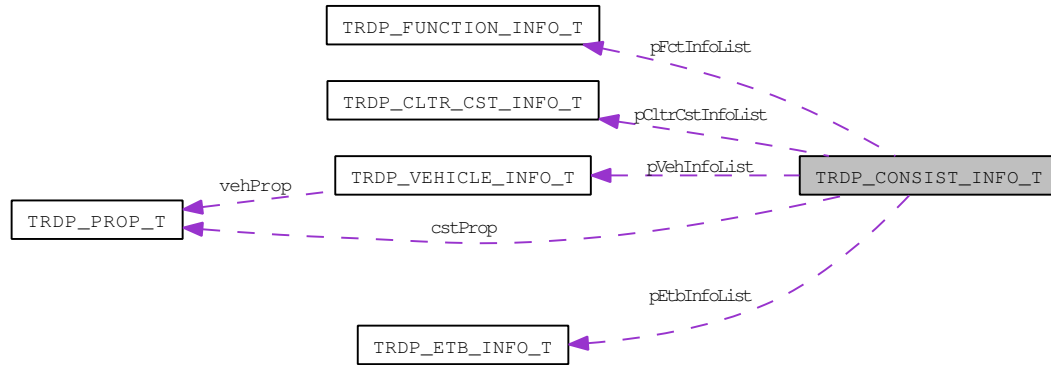 TRDP_FUNCTION_INFO_T
pFctInfoList
TRDP_CLTR_CST_INFO_T
pCltrCstInfoList
pVehInfoList
TRDP_VEHICLE_INFO_T
TRDP_CONSIST_INFO_T
vehProp
TRDP_PROP_T
cstProp
pEtbInfoList
TRDP_ETB_INFO_T